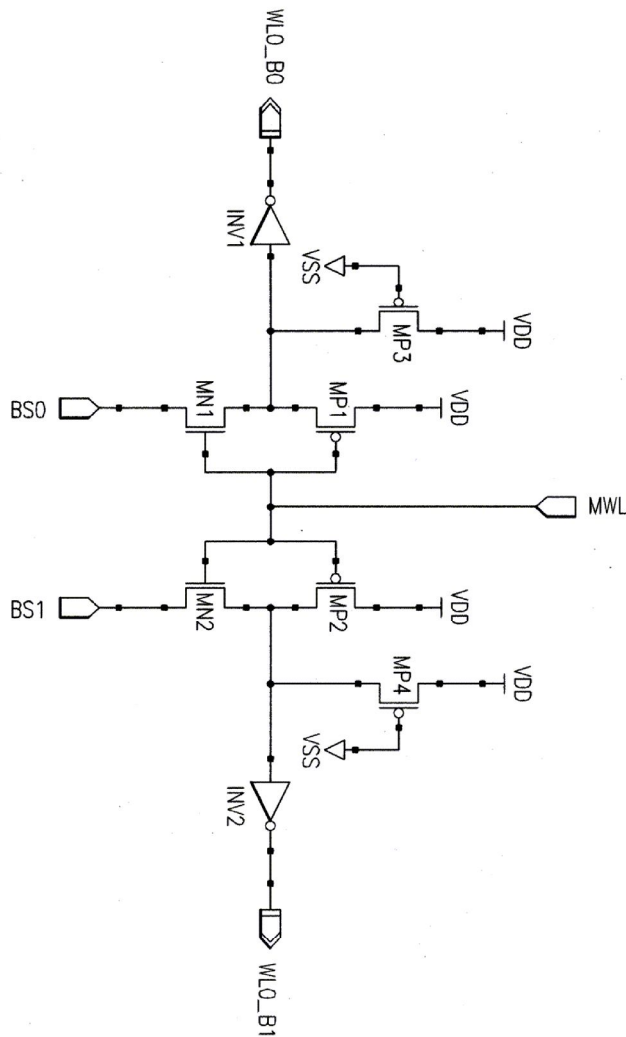 WL0_B0
INV1
VSS
MP3
VDD
BS0
MN1
MP1
VDD
MWL
BS1
MN2
MP2
VDD
MP4
VDD
VSS
INV2
WL0_B1